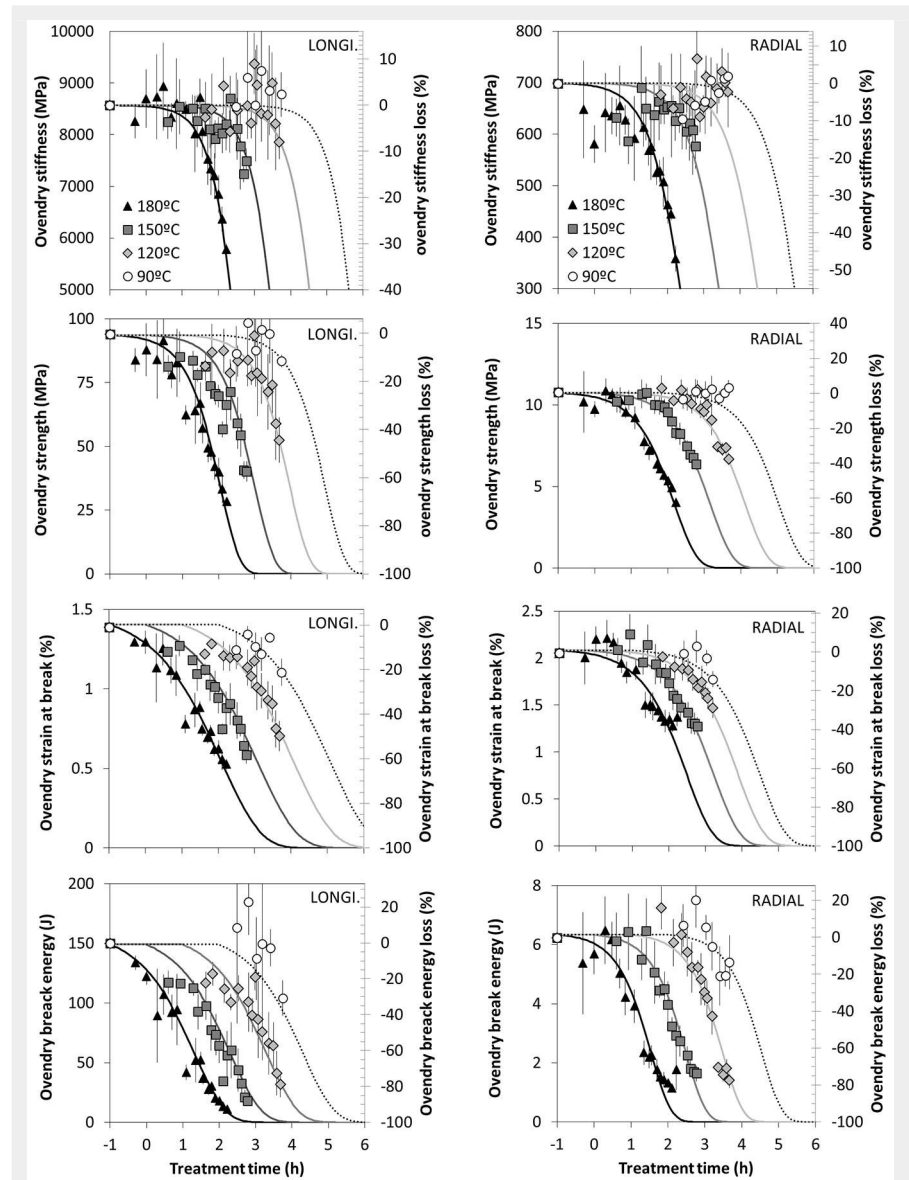 LONGI.
10000
9000
8000
7000
6000
5000
Ovendry stiffness (MPa)
10
0
-10
-20
-30
-40
ovendry stiffness loss (%)
180ºC
150ºC
120ºC
90ºC
RADIAL
800
700
600
500
400
300
Ovendry stiffness (MPa)
10
0
-10
-20
-30
-40
-50
ovendry stiffness loss (%)
180ºC
150ºC
120ºC
90ºC
LONGI.
100
75
50
25
0
Ovendry strength (MPa)
0
-20
-40
-60
-80
-100
ovendry strength loss (%)
RADIAL
15
10
5
0
Ovendry strength (MPa)
40
20
0
-20
-40
-60
-80
-100
Ovendry strength loss (%)
LONGI.
1.5
1
0.5
0
Ovendry strain at break (%)
0
-20
-40
-60
-80
-100
Ovendry strain at break loss (%)
RADIAL
2.5
2
1.5
1
0.5
0
Ovendry strain at break (%)
20
0
-20
-40
-60
-80
-100
Ovendry strain at break loss (%)
LONGI.
200
150
100
50
0
Ovendry breack energy (J)
20
0
-20
-40
-60
-80
-100
Ovendry breack energy loss (%)
-1 0 1 2 3 4 5 6
Treatment time (h)
RADIAL
8
6
4
2
0
Ovendry break energy (J)
20
0
-20
-40
-60
-80
-100
Ovendry break energy loss (%)
-1 0 1 2 3 4 5 6
Treatment time (h)